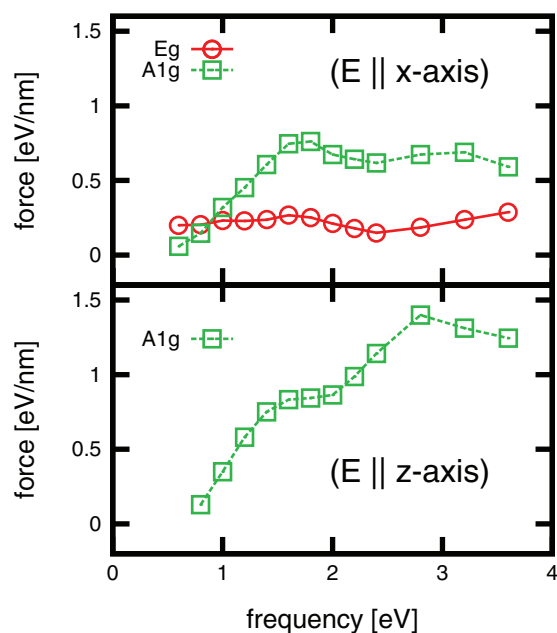 1.5
1
0.5
0
force [eV/nm]
Eg
A1g
(E || x-axis)
1.5
1
0.5
0
force [eV/nm]
A1g
(E || z-axis)
0 1 2 3 4
frequency [eV]